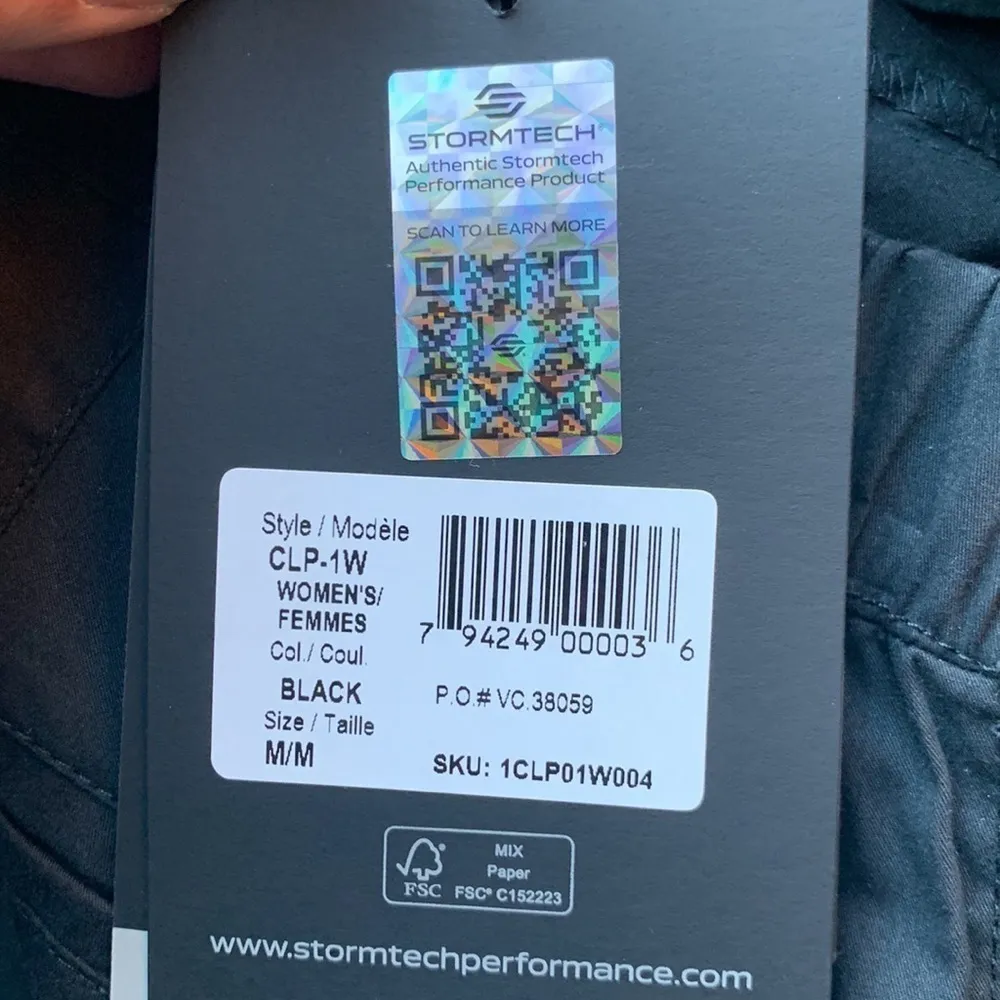 STORMTECH®
Authentic Stormtech
Performance Product
SCAN TO LEARN MORE
Style / Modèle
CLP-1W
WOMEN'S/
FEMMES
Col./ Coul.
BLACK
Size / Taille
M/M
7 94249 00003 6
P.O.# VC.38059
SKU: 1CLP01W004
FSC
MIX
Paper
FSC® C152223
www.stormtechperformance.com